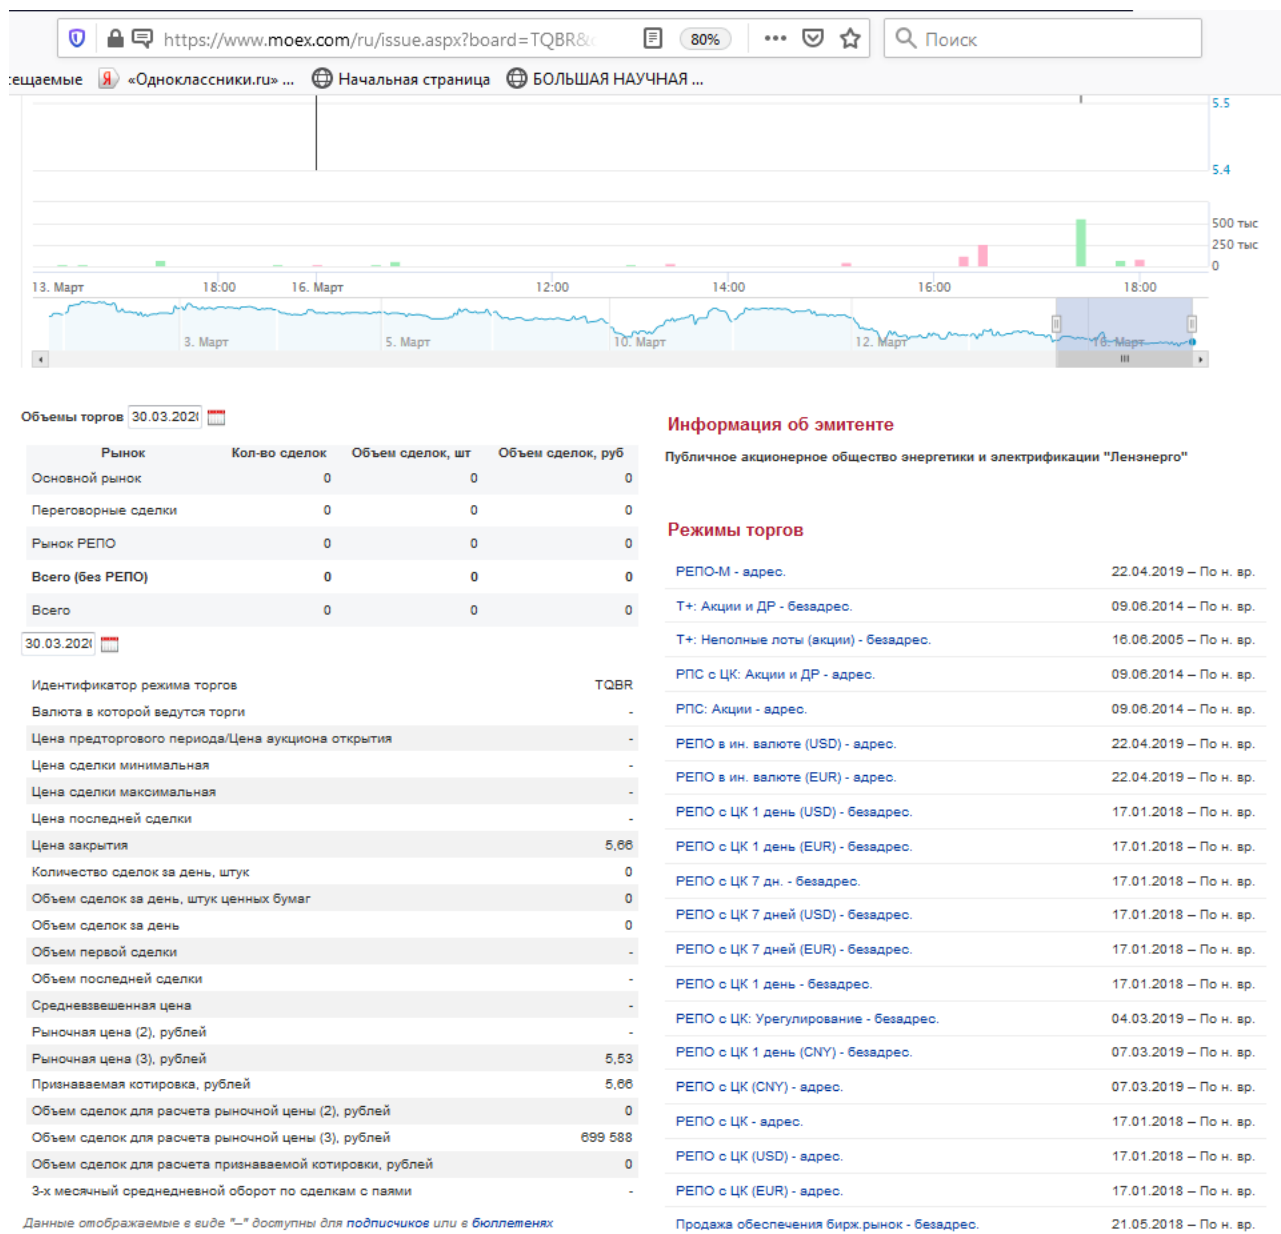 https://www.moex.com/ru/issue.aspx?board=TQBR& 80% Поиск
ещаемые «Одноклассники.ru» ... Начальная страница БОЛЬШАЯ НАУЧНАЯ ...
5.5
5.4
500 тыс
250 тыс
0
13. Март 18:00 16. Март 12:00 14:00 16:00 18:00
3. Март 5. Март 10. Март 12. Март 16. Март
Объемы торгов 30.03.202
Рынок Кол-во сделок Объем сделок, шт Объем сделок, руб
Основной рынок 0 0 0
Переговорные сделки 0 0 0
Рынок РЕПО 0 0 0
Всего (без РЕПО) 0 0 0
Всего 0 0 0
30.03.202
Идентификатор режима торгов TQBR
Валюта в которой ведутся торги -
Цена предторгового периода/Цена аукциона открытия -
Цена сделки минимальная -
Цена сделки максимальная -
Цена последней сделки -
Цена закрытия 5,66
Количество сделок за день, штук 0
Объем сделок за день, штук ценных бумаг 0
Объем сделок за день 0
Объем первой сделки -
Объем последней сделки -
Средневзвешенная цена -
Рыночная цена (2), рублей -
Рыночная цена (3), рублей 5,53
Признаваемая котировка, рублей 5,66
Объем сделок для расчета рыночной цены (2), рублей 0
Объем сделок для расчета рыночной цены (3), рублей 699 588
Объем сделок для расчета признаваемой котировки, рублей 0
3-х месячный среднедневной оборот по сделкам с паями -
Данные отображаемые в виде "–" доступны для подписчиков или в бюллетенях
Информация об эмитенте
Публичное акционерное общество энергетики и электрификации "Ленэнерго"
Режимы торгов
РЕПО-М - адрес. 22.04.2019 – По н. вр.
Т+: Акции и ДР - безадрес. 09.06.2014 – По н. вр.
Т+: Неполные лоты (акции) - безадрес. 16.06.2005 – По н. вр.
РПС с ЦК: Акции и ДР - адрес. 09.06.2014 – По н. вр.
РПС: Акции - адрес. 09.06.2014 – По н. вр.
РЕПО в ин. валюте (USD) - адрес. 22.04.2019 – По н. вр.
РЕПО в ин. валюте (EUR) - адрес. 22.04.2019 – По н. вр.
РЕПО с ЦК 1 день (USD) - безадрес. 17.01.2018 – По н. вр.
РЕПО с ЦК 1 день (EUR) - безадрес. 17.01.2018 – По н. вр.
РЕПО с ЦК 7 дн. - безадрес. 17.01.2018 – По н. вр.
РЕПО с ЦК 7 дней (USD) - безадрес. 17.01.2018 – По н. вр.
РЕПО с ЦК 7 дней (EUR) - безадрес. 17.01.2018 – По н. вр.
РЕПО с ЦК 1 день - безадрес. 17.01.2018 – По н. вр.
РЕПО с ЦК: Урегулирование - безадрес. 04.03.2019 – По н. вр.
РЕПО с ЦК 1 день (CNY) - безадрес. 07.03.2019 – По н. вр.
РЕПО с ЦК (CNY) - адрес. 07.03.2019 – По н. вр.
РЕПО с ЦК - адрес. 17.01.2018 – По н. вр.
РЕПО с ЦК (USD) - адрес. 17.01.2018 – По н. вр.
РЕПО с ЦК (EUR) - адрес. 17.01.2018 – По н. вр.
Продажа обеспечения бирж.рынок - безадрес. 21.05.2018 – По н. вр.